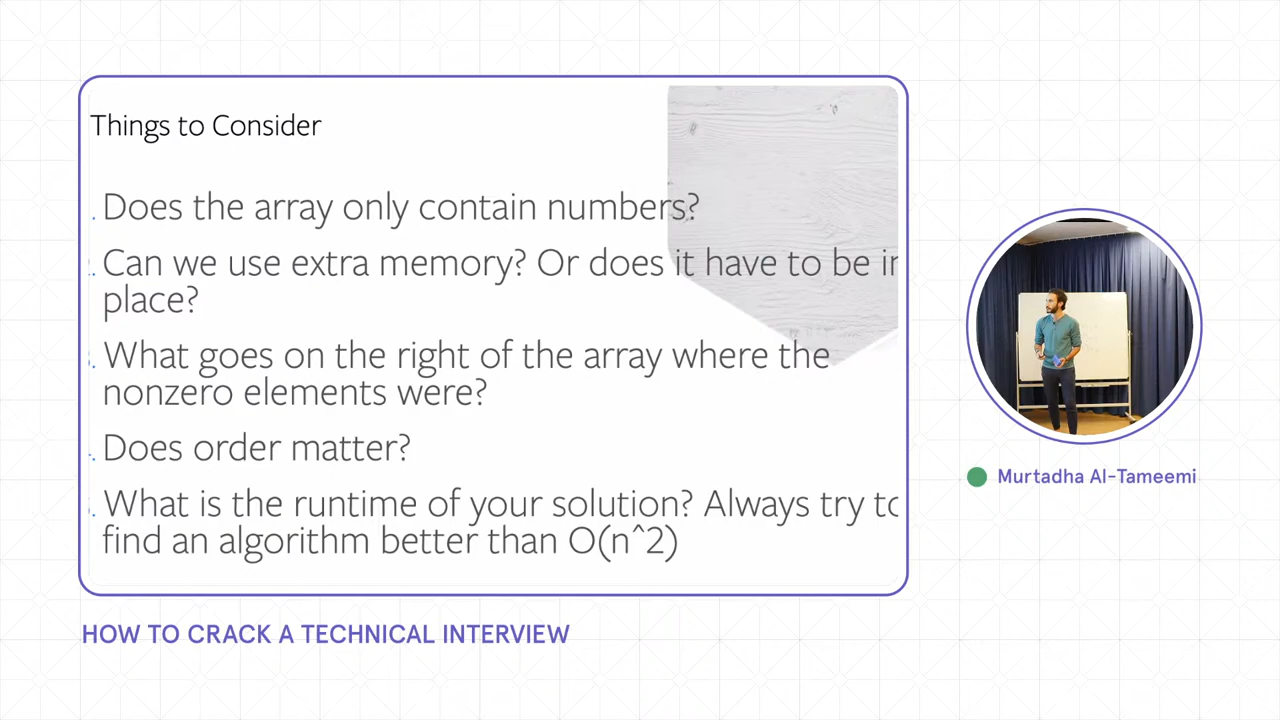 Things to Consider
. Does the array only contain numbers?
. Can we use extra memory? Or does it have to be in
place?
. What goes on the right of the array where the
nonzero elements were?
. Does order matter?
. What is the runtime of your solution? Always try to
find an algorithm better than O(n^2)
Murtadha Al-Tameemi
HOW TO CRACK A TECHNICAL INTERVIEW